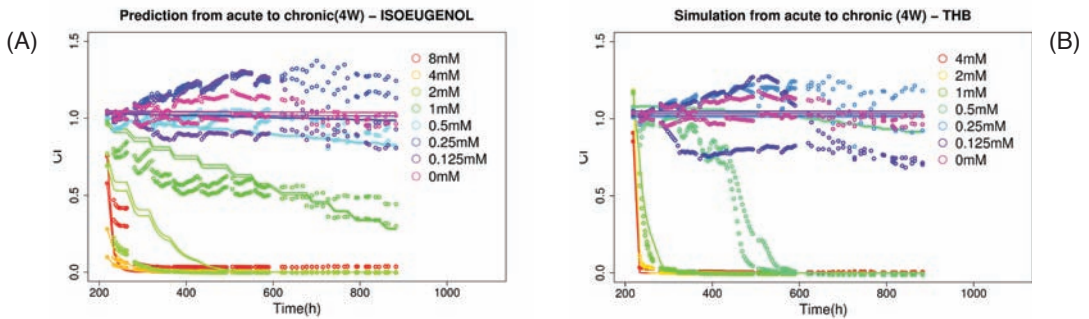 (A)
Prediction from acute to chronic(4W) – ISOEUGENOL
1.5
1.0
0.5
0.0
CI
8mM
4mM
2mM
1mM
0.5mM
0.25mM
0.125mM
0mM
200
400
600
800
1000
Time(h)
Simulation from acute to chronic (4W) – THB
(B)
1.5
1.0
0.5
0.0
CI
4mM
2mM
1mM
0.5mM
0.25mM
0.125mM
0mM
200
400
600
800
1000
Time(h)